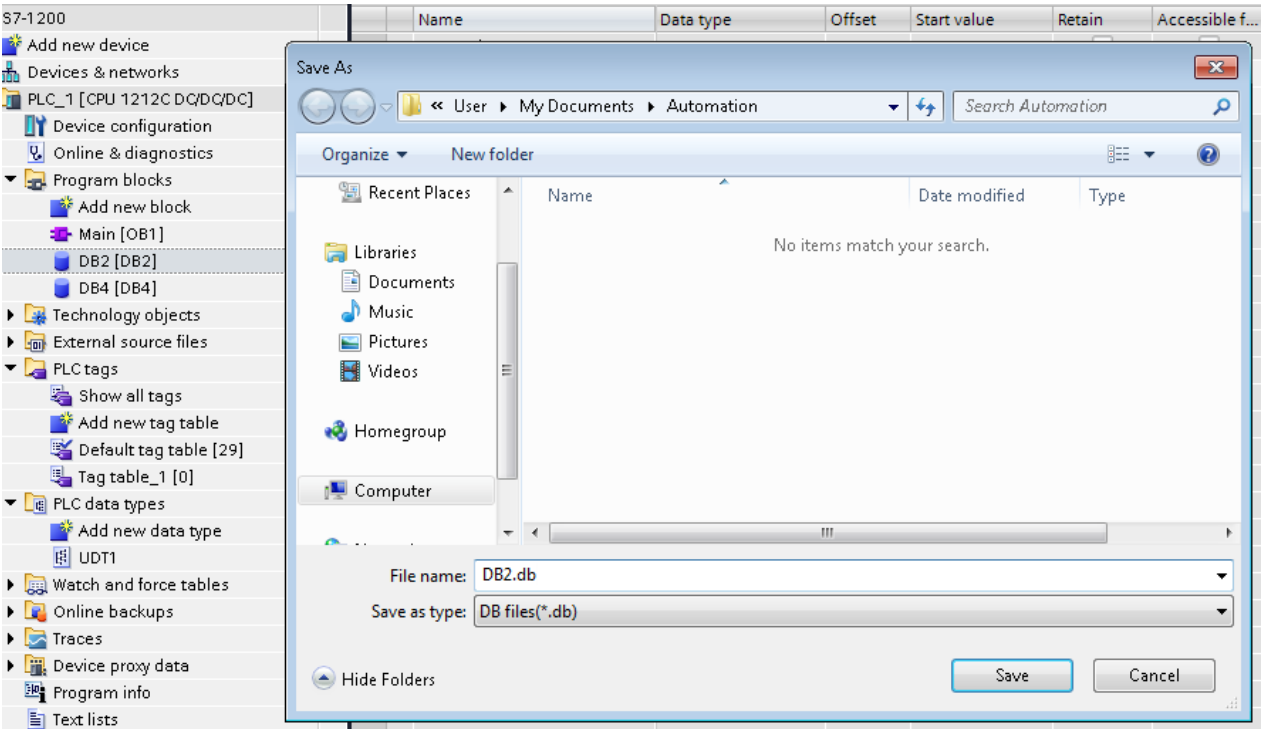 S7-1200
Add new device
Devices & networks
PLC_1 [CPU 1212C DC/DC/DC]
Device configuration
Online & diagnostics
Program blocks
Add new block
Main [OB1]
DB2 [DB2]
DB4 [DB4]
Technology objects
External source files
PLC tags
Show all tags
Add new tag table
Default tag table [29]
Tag table_1 [0]
PLC data types
Add new data type
UDT1
Watch and force tables
Online backups
Traces
Device proxy data
Program info
Text lists
Name Data type Offset Start value Retain Accessible f...
Save As
« User My Documents Automation Search Automation
Organize New folder
Recent Places
Libraries
Documents
Music
Pictures
Videos
Homegroup
Computer
Name Date modified Type
No items match your search.
File name: DB2.db
Save as type: DB files(*.db)
Hide Folders Save Cancel